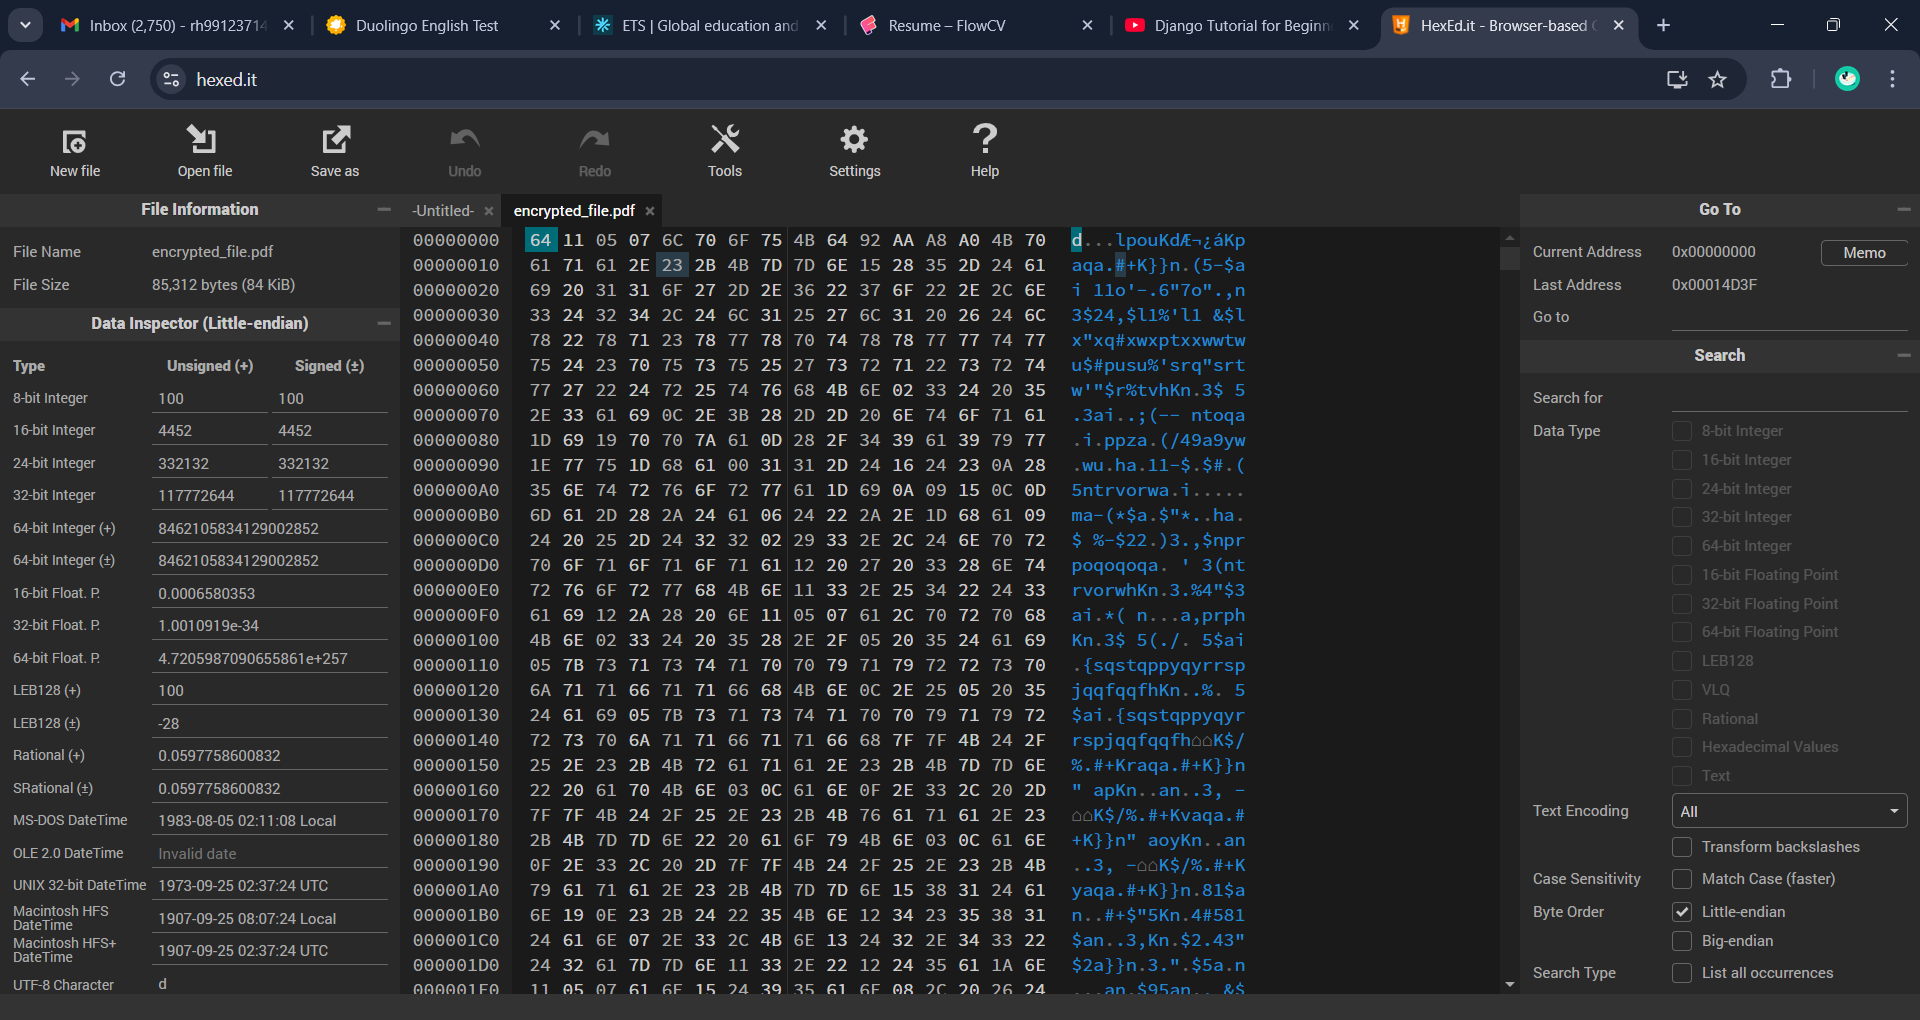 Inbox (2,750) - rh99123714
Duolingo English Test
ETS | Global education and
Resume – FlowCV
Django Tutorial for Beginn
HexEd.it - Browser-based
hexed.it
New file
Open file
Save as
Undo
Redo
Tools
Settings
Help
File Information
File Name encrypted_file.pdf
File Size 85,312 bytes (84 KiB)
Data Inspector (Little-endian)
Type Unsigned (+) Signed (±)
8-bit Integer 100 100
16-bit Integer 4452 4452
24-bit Integer 332132 332132
32-bit Integer 117772644 117772644
64-bit Integer (+) 8462105834129002852
64-bit Integer (±) 8462105834129002852
16-bit Float. P. 0.0006580353
32-bit Float. P. 1.0010919e-34
64-bit Float. P. 4.7205987090655861e+257
LEB128 (+) 100
LEB128 (±) -28
Rational (+) 0.0597758600832
SRational (±) 0.0597758600832
MS-DOS DateTime 1983-08-05 02:11:08 Local
OLE 2.0 DateTime Invalid date
UNIX 32-bit DateTime 1973-09-25 02:37:24 UTC
Macintosh HFS
DateTime 1907-09-25 08:07:24 Local
Macintosh HFS+
DateTime 1907-09-25 02:37:24 UTC
UTF-8 Character d
-Untitled-
encrypted_file.pdf
00000000 64 11 05 07 6C 70 6F 75 4B 64 92 AA A8 A0 4B 70 d...lpouKdÆ¬¿áKp
00000010 61 71 61 2E 23 2B 4B 7D 7D 6E 15 28 35 2D 24 61 aqa.#+K}}n.(5-$a
00000020 69 20 31 31 6F 27 2D 2E 36 22 37 6F 22 2E 2C 6E i 11o'-.6"7o".,n
00000030 33 24 32 34 2C 24 6C 31 25 27 6C 31 20 26 24 6C 3$24,$l1%'l1 &$l
00000040 78 22 78 71 23 78 77 78 70 74 78 78 77 77 74 77 x"xq#xwxptxxwwtw
00000050 75 24 23 70 75 73 75 25 27 73 72 71 22 73 72 74 u$#pusu%'srq"srt
00000060 77 27 22 24 72 25 74 76 68 4B 6E 02 33 24 20 35 w'"$r%tvhKn.3$ 5
00000070 2E 33 61 69 0C 2E 3B 28 2D 2D 20 6E 74 6F 71 61 .3ai..;(-- ntoqa
00000080 1D 69 19 70 70 7A 61 0D 28 2F 34 39 61 39 79 77 .i.ppza.(/49a9yw
00000090 1E 77 75 1D 68 61 00 31 31 2D 24 16 24 23 0A 28 .wu.ha.11-$.$#.(
000000A0 35 6E 74 72 76 6F 72 77 61 1D 69 0A 09 15 0C 0D 5ntrvorwa.i.....
000000B0 6D 61 2D 28 2A 24 61 06 24 22 2A 2E 1D 68 61 09 ma-(*$a.$"*..ha.
000000C0 24 20 25 2D 24 32 32 02 29 33 2E 2C 24 6E 70 72 $ %-$22.)3.,$npr
000000D0 70 6F 71 6F 71 6F 71 61 12 20 27 20 33 28 6E 74 poqoqoqa. ' 3(nt
000000E0 72 76 6F 72 77 68 4B 6E 11 33 2E 25 34 22 24 33 rvorwhKn.3.%4"$3
000000F0 61 69 12 2A 28 20 6E 11 05 07 61 2C 70 72 70 68 ai.*( n...a,prph
00000100 4B 6E 02 33 24 20 35 28 2E 2F 05 20 35 24 61 69 Kn.3$ 5(./. 5$ai
00000110 05 7B 73 71 73 74 71 70 70 79 71 79 72 72 73 70 .{sqstqppyqyrrsp
00000120 6A 71 71 66 71 71 66 68 4B 6E 0C 2E 25 05 20 35 jqqfqqfhKn..%. 5
00000130 24 61 69 05 7B 73 71 73 74 71 70 70 79 71 79 72 $ai.{sqstqppyqyr
00000140 72 73 70 6A 71 71 66 71 71 66 68 7F 7F 4B 24 2F rspjqqfqqfh⌂⌂K$/
00000150 25 2E 23 2B 4B 72 61 71 61 2E 23 2B 4B 7D 7D 6E %.#+Kraqa.#+K}}n
00000160 22 20 61 70 4B 6E 03 0C 61 6E 0F 2E 33 2C 20 2D " apKn..an..3, -
00000170 7F 7F 4B 24 2F 25 2E 23 2B 4B 76 61 71 61 2E 23 ⌂⌂K$/%.#+Kvaqa.#
00000180 2B 4B 7D 7D 6E 22 20 61 6F 79 4B 6E 03 0C 61 6E +K}}n" aoyKn..an
00000190 0F 2E 33 2C 20 2D 7F 7F 4B 24 2F 25 2E 23 2B 4B ..3, -⌂⌂K$/%.#+K
000001A0 79 61 71 61 2E 23 2B 4B 7D 7D 6E 15 38 31 24 61 yaqa.#+K}}n.81$a
000001B0 6E 19 0E 23 2B 24 22 35 4B 6E 12 34 23 35 38 31 n..#+$"5Kn.4#581
000001C0 24 61 6E 07 2E 33 2C 4B 6E 13 24 32 2E 34 33 22 $an..3,Kn.$2.43"
000001D0 24 32 61 7D 7D 6E 11 33 2E 22 12 24 35 61 1A 6E $2a}}n.3.".$5a.n
000001E0 11 05 07 61 6E 15 24 39 35 61 6E 08 2C 20 26 24 ...an.$95an., &$
Go To
Current Address 0x00000000 Memo
Last Address 0x00014D3F
Go to
Search
Search for
Data Type 8-bit Integer
16-bit Integer
24-bit Integer
32-bit Integer
64-bit Integer
16-bit Floating Point
32-bit Floating Point
64-bit Floating Point
LEB128
VLQ
Rational
Hexadecimal Values
Text
Text Encoding All
Transform backslashes
Case Sensitivity Match Case (faster)
Byte Order Little-endian
Big-endian
Search Type List all occurrences